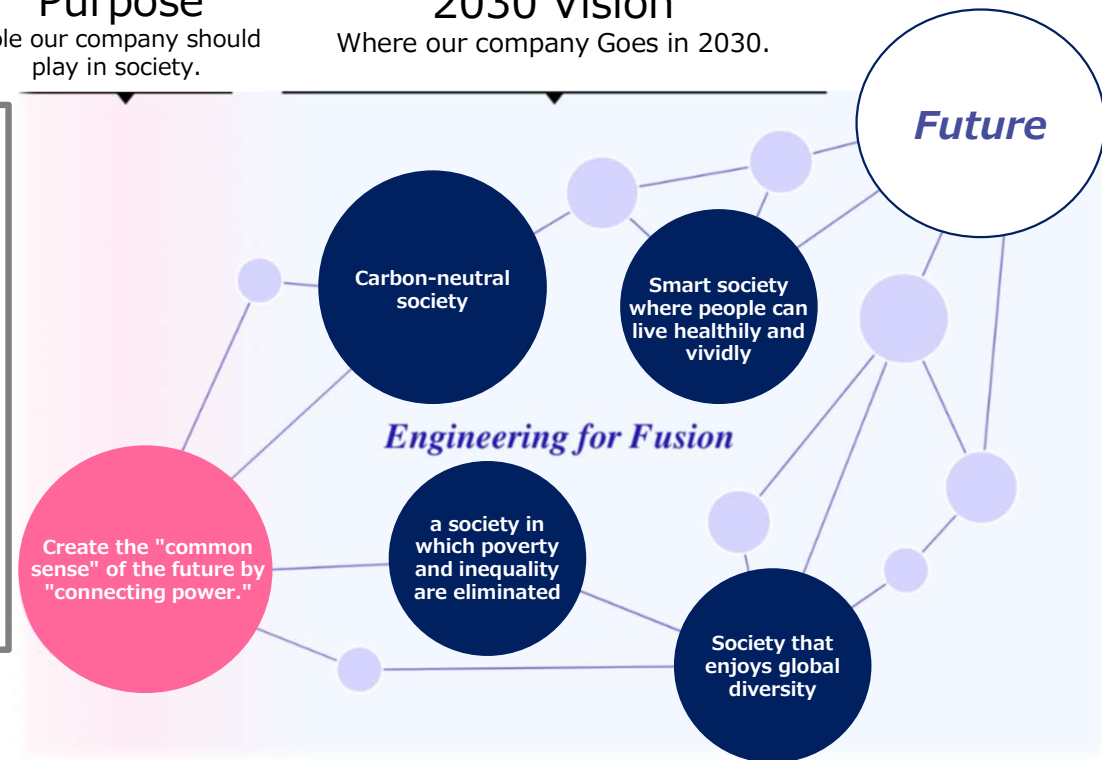 Purpose
our company should
play in society.
2030 Vision
Where our company Goes in 2030.
Future
Carbon-neutral
society
Smart society
where people can
live healthily and
vividly
Engineering for Fusion
Create the "common
sense" of the future by
"connecting power."
a society in
which poverty
and inequality
are eliminated
Society that
enjoys global
diversity